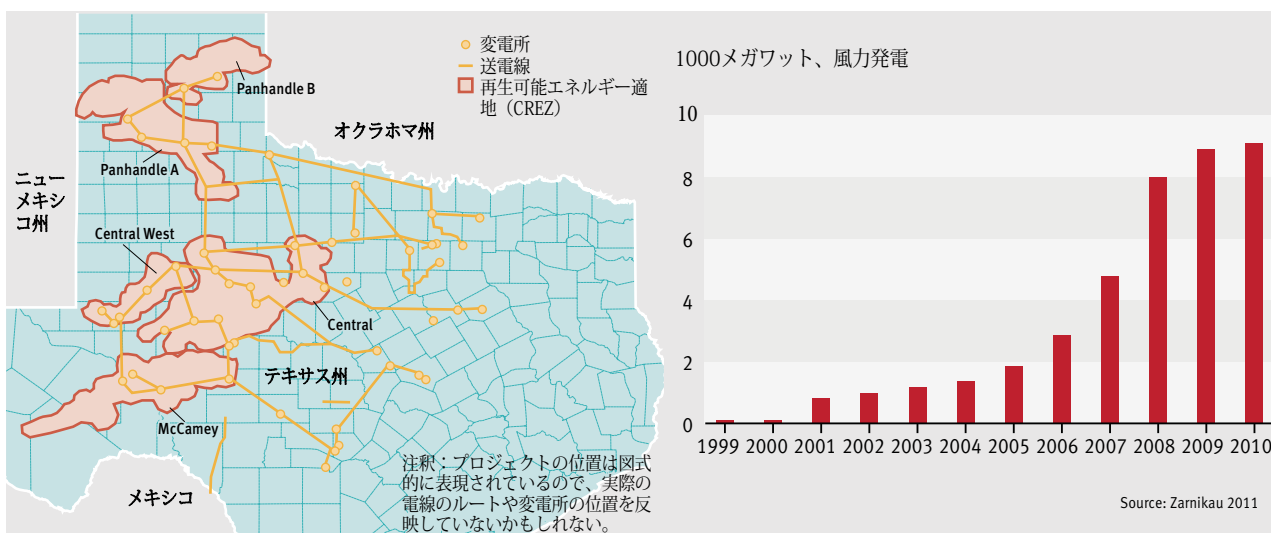 変電所
送電線
再生可能エネルギー適
地（CREZ）
Panhandle B
オクラホマ州
Panhandle A
ニュー
メキシ
コ州
Central West
Central
テキサス州
McCamey
メキシコ
注釈：プロジェクトの位置は図式
的に表現されているので、実際の
電線のルートや変電所の位置を反
映していないかもしれない。
1000メガワット、風力発電
10
8
6
4
2
0
1999 2000 2001 2002 2003 2004 2005 2006 2007 2008 2009 2010
Source: Zarnikau 2011